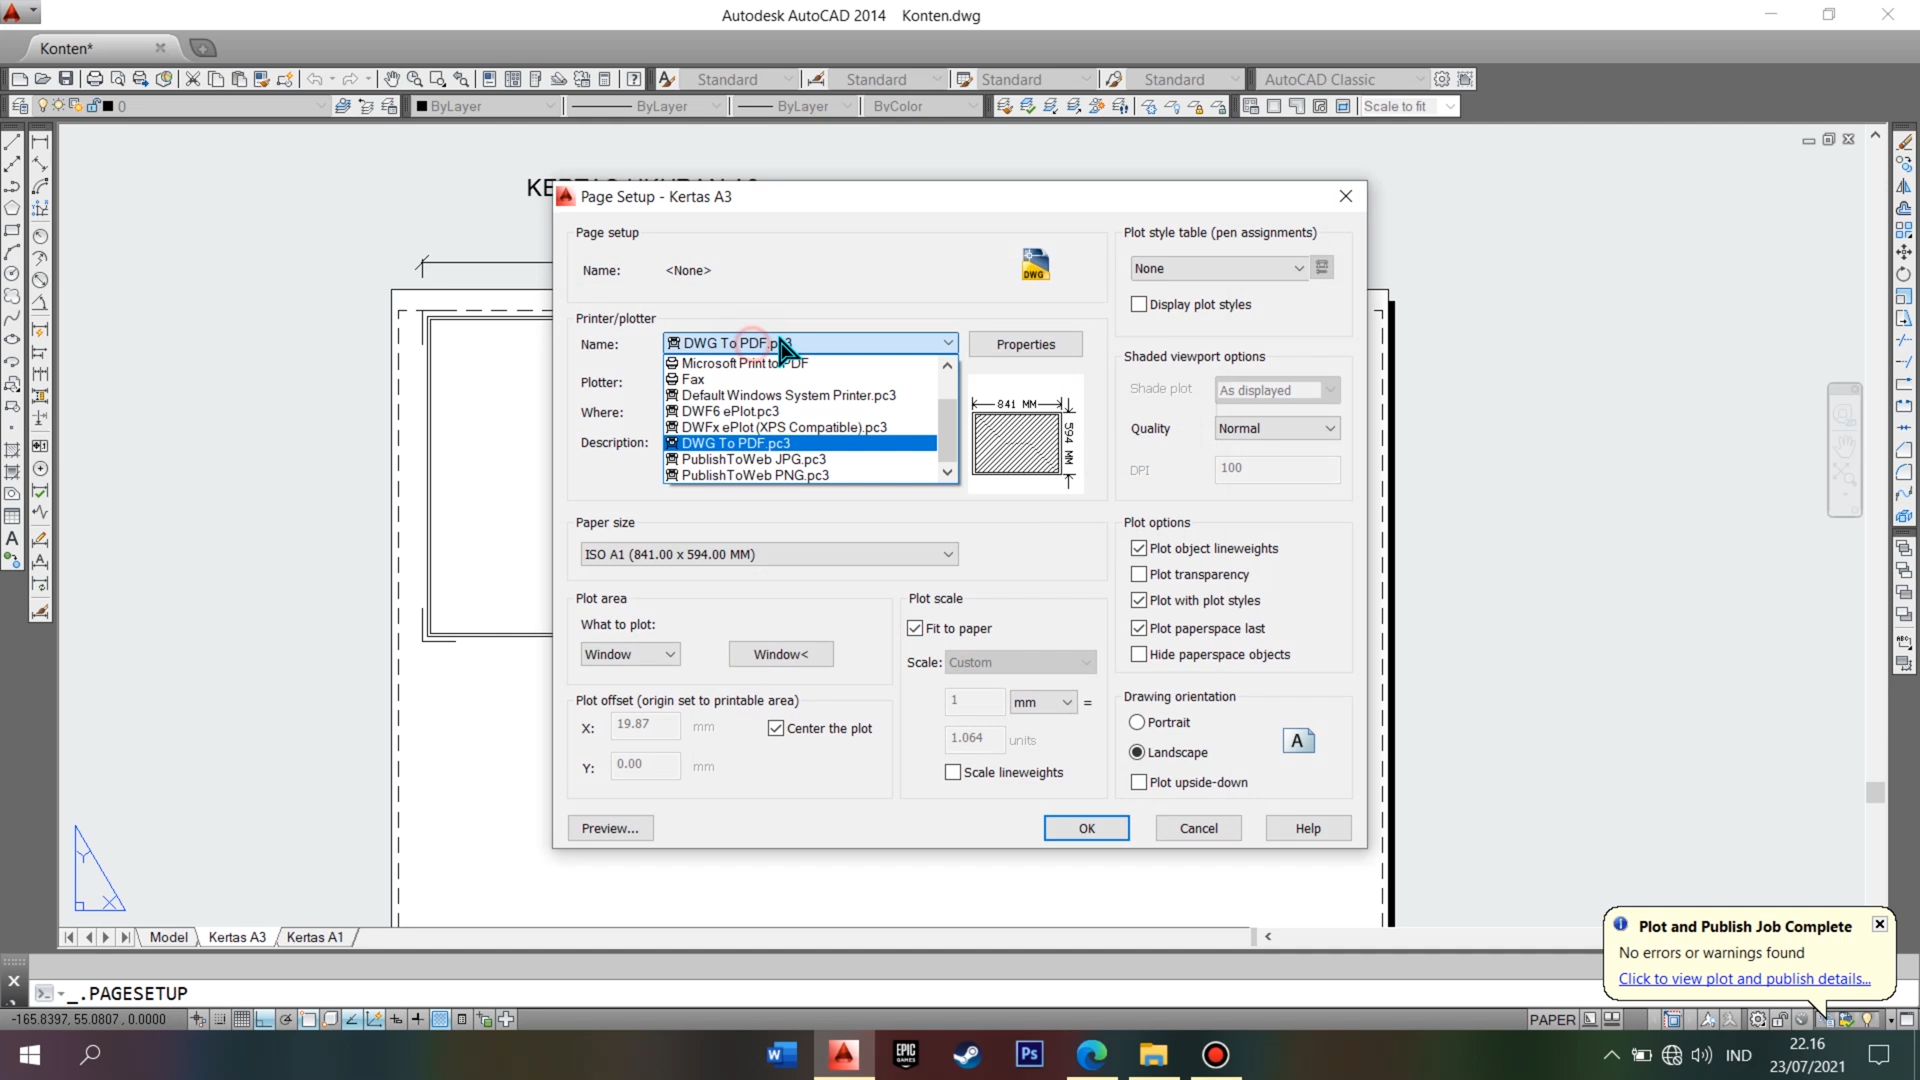 Autodesk AutoCAD 2014 Konten.dwg
Konten*
Standard
Standard
Standard
Standard
AutoCAD Classic
0
ByLayer
ByLayer
ByLayer
ByColor
Scale to fit
Page Setup - Kertas A3
Page setup
Name: <None>
DWG
Printer/plotter
Name: DWG To PDF.pc3
Properties
Microsoft Print to PDF
Fax
Default Windows System Printer.pc3
DWF6 ePlot.pc3
DWFx ePlot (XPS Compatible).pc3
DWG To PDF.pc3
PublishToWeb JPG.pc3
PublishToWeb PNG.pc3
Plotter:
Where:
Description:
841 MM
594 MM
Paper size
ISO A1 (841.00 x 594.00 MM)
Plot area
What to plot:
Window
Window<
Plot offset (origin set to printable area)
X: 19.87 mm
Center the plot
Y: 0.00 mm
Plot scale
Fit to paper
Scale: Custom
1 mm =
1.064 units
Scale lineweights
Plot style table (pen assignments)
None
Display plot styles
Shaded viewport options
Shade plot As displayed
Quality Normal
DPI 100
Plot options
Plot object lineweights
Plot transparency
Plot with plot styles
Plot paperspace last
Hide paperspace objects
Drawing orientation
Portrait
Landscape
A
Plot upside-down
Preview...
OK
Cancel
Help
Y
X
Model
Kertas A3
Kertas A1
Plot and Publish Job Complete
No errors or warnings found
Click to view plot and publish details...
_.PAGESETUP
-165.8397, 55.0807, 0.0000
PAPER
EPIC GAMES
Ps
IND
22.16
23/07/2021